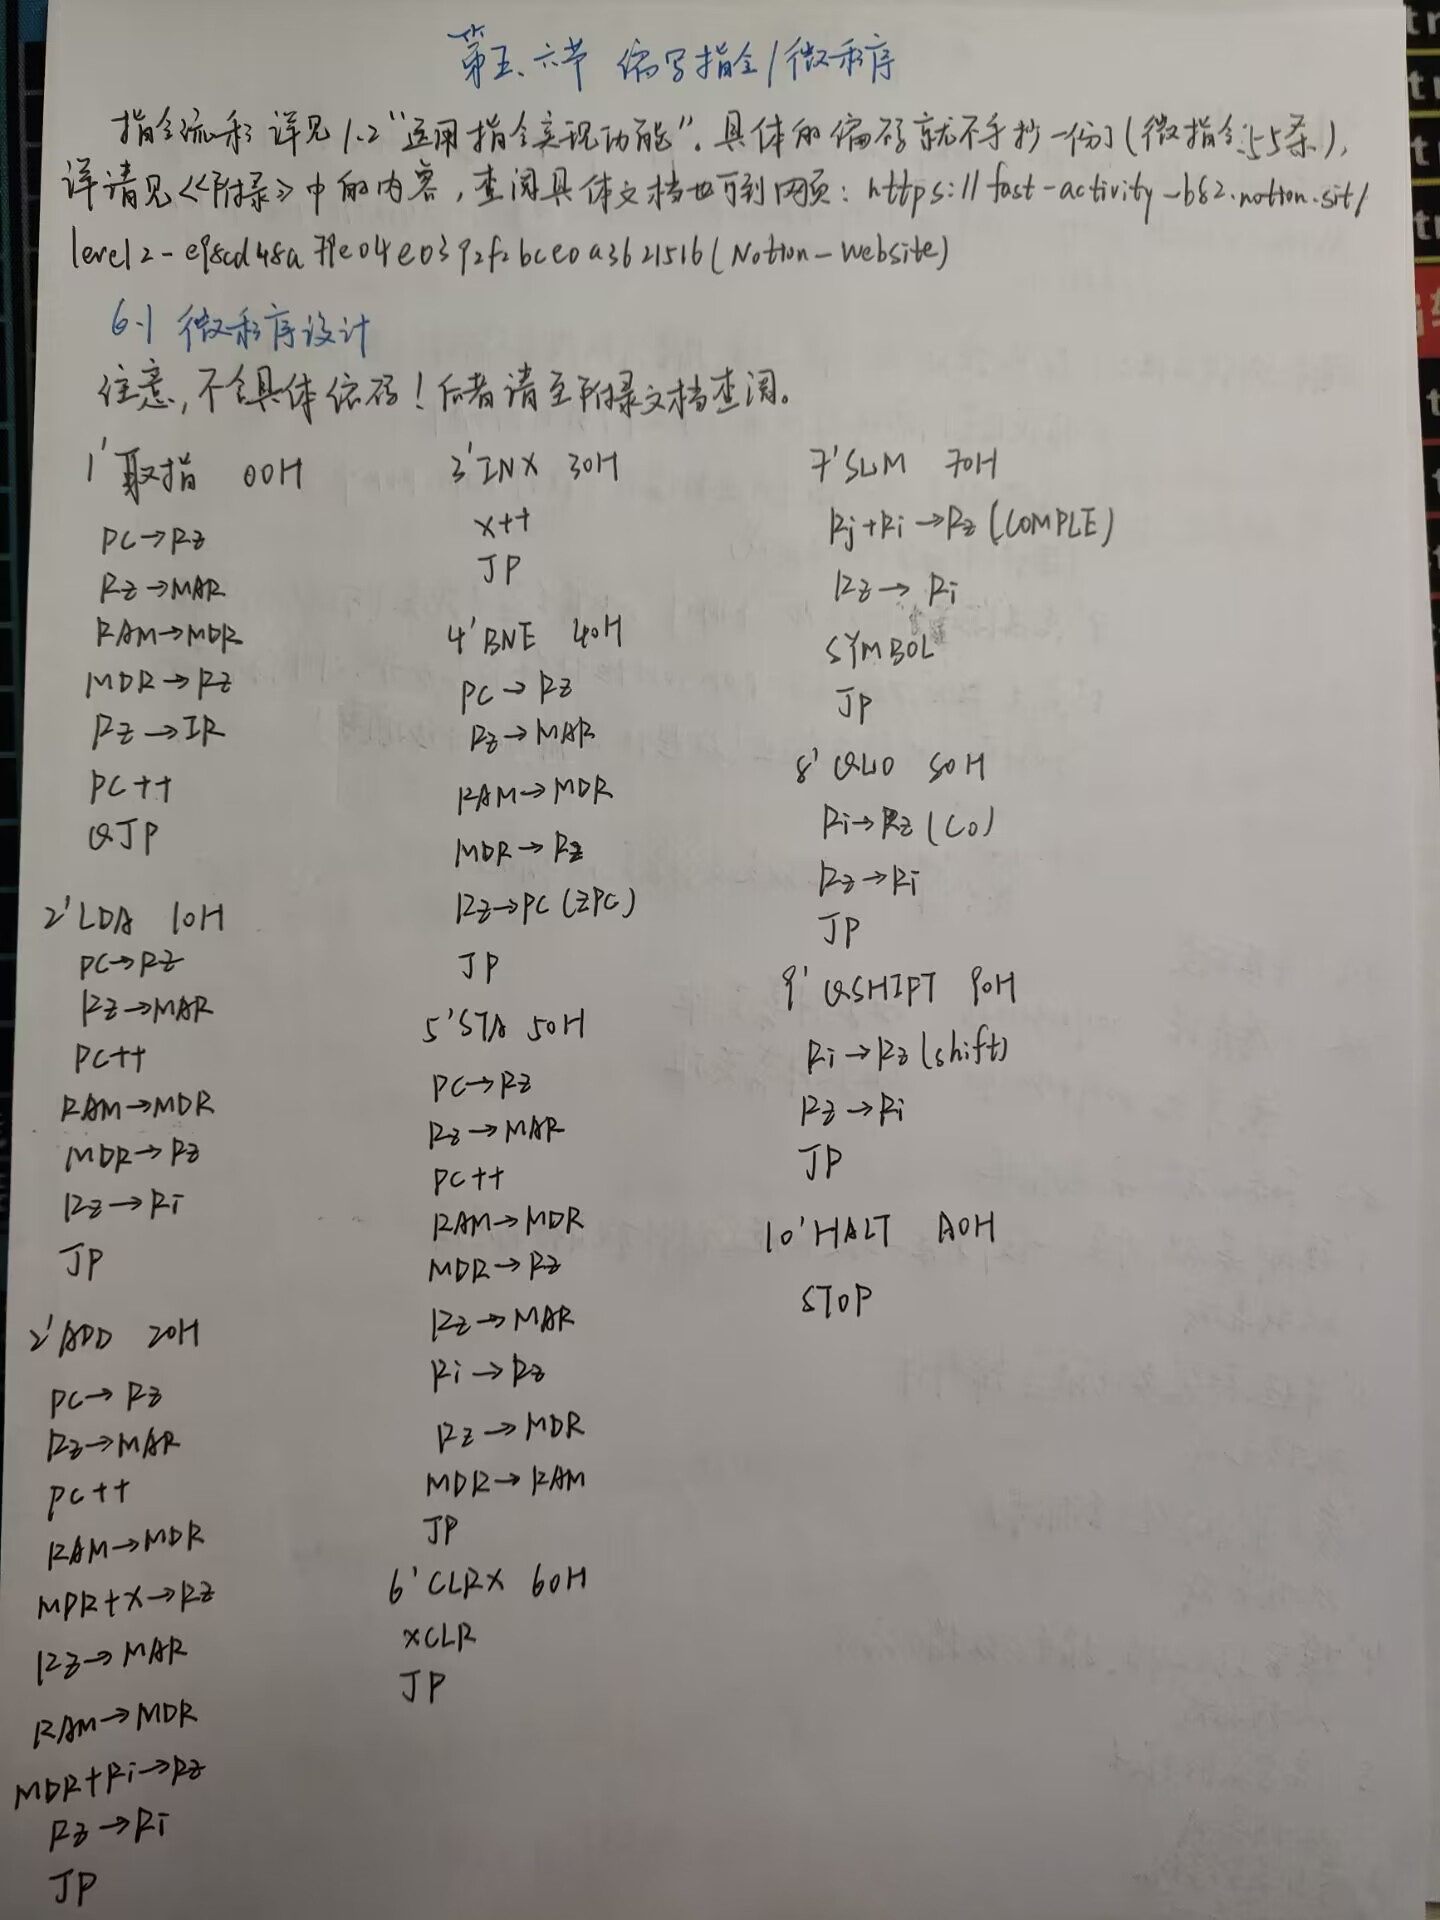 第五、六节 编写指令/微程序
指令流程详见1.2“运用指令实现功能”。具体的编码就不手抄一份了(微指令55条),
详请见<<附录>>中的内容,查阅具体文档也可到网页:https://fast-activity-b82.notion.sit/
level2-e98cd48a79e04e0392f2bce0a3621516(Notion-website)
6.1 微程序设计
注意,不含具体编码!后者请至附录文档查阅。
1' 取指 00H
PC→RZ
RZ→MAR
RAM→MDR
MDR→RZ
RZ→IR
PC++
QJP
2' LDA 10H
PC→RZ
RZ→MAR
PC++
RAM→MDR
MDR→RZ
RZ→Ri
JP
2' ADD 20H
PC→RZ
RZ→MAR
PC++
RAM→MDR
MDR+X→RZ
RZ→MAR
RAM→MDR
MDR+Ri→RZ
RZ→Ri
JP
3' INX 30H
X++
JP
4' BNE 40H
PC→RZ
RZ→MAR
RAM→MDR
MDR→RZ
RZ→PC(ZPC)
JP
5' STA 50H
PC→RZ
RZ→MAR
PC++
RAM→MDR
MDR→RZ
RZ→MAR
Ri→RZ
RZ→MDR
MDR→RAM
JP
6' CLRX 60H
XCLR
JP
7' SUM 70H
Rj+Ri→RZ(COMPLE)
RZ→Ri
SYMBOL
JP
8' QUO 80H
Ri→RZ(C0)
RZ→Ri
JP
9' QSHIFT 90H
Ri→RZ(shift)
RZ→Ri
JP
10' HALT A0H
STOP